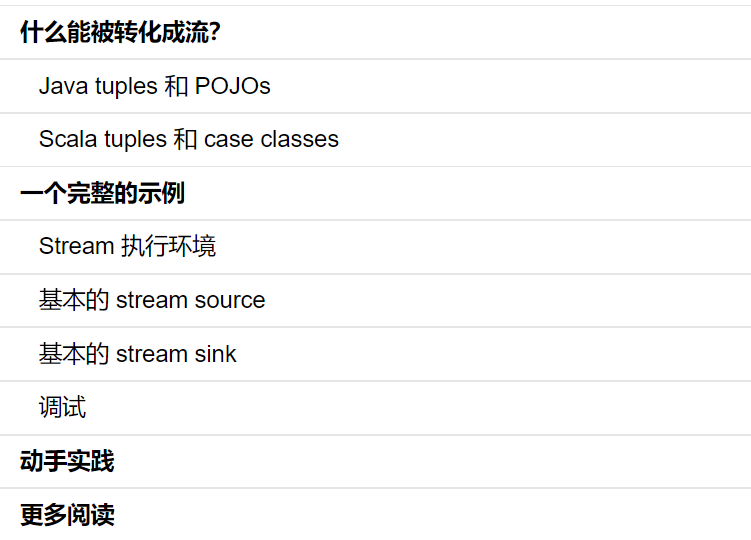 什么能被转化成流？
Java tuples 和 POJOs
Scala tuples 和 case classes
一个完整的示例
Stream 执行环境
基本的 stream source
基本的 stream sink
调试
动手实践
更多阅读